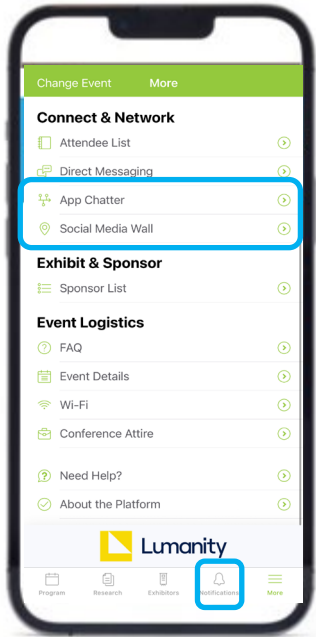 Change Event More
Connect & Network
Attendee List
Direct Messaging
App Chatter
Social Media Wall
Exhibit & Sponsor
Sponsor List
Event Logistics
FAQ
Event Details
Wi-Fi
Conference Attire
Need Help?
About the Platform
Lumanity
Program Research Exhibitors Notifications More